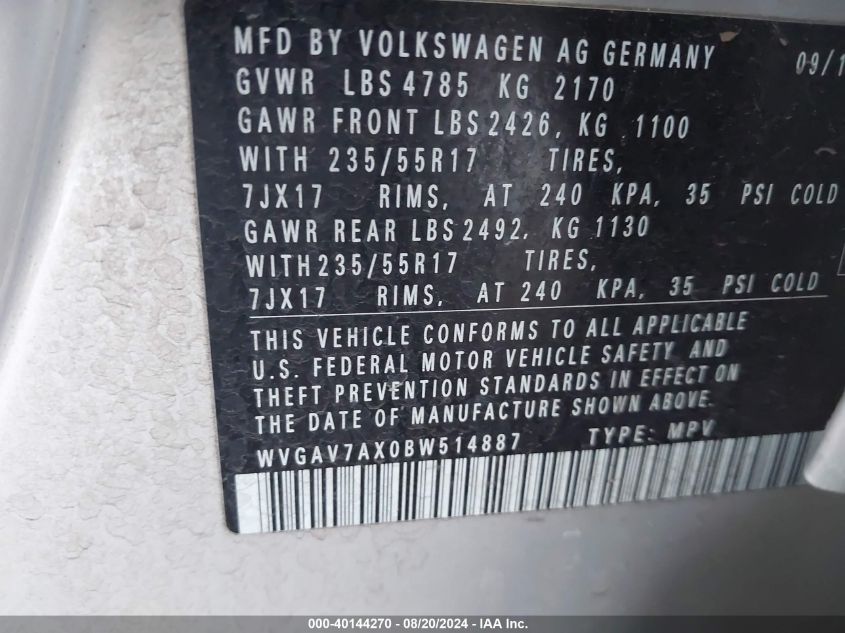 MFD BY VOLKSWAGEN AG GERMANY 09/1
GVWR LBS 4785 KG 2170
GAWR FRONT LBS 2426, KG 1100
WITH 235/55R17 TIRES,
7JX17 RIMS, AT 240 KPA, 35 PSI COLD
GAWR REAR LBS 2492, KG 1130
WITH 235/55R17 TIRES,
7JX17 RIMS, AT 240 KPA, 35 PSI COLD
THIS VEHICLE CONFORMS TO ALL APPLICABLE
U.S. FEDERAL MOTOR VEHICLE SAFETY AND
THEFT PREVENTION STANDARDS IN EFFECT ON
THE DATE OF MANUFACTURE SHOWN ABOVE.
WVGAV7AX0BW514887 TYPE: MPV
000-40144270 - 08/20/2024 - IAA Inc.